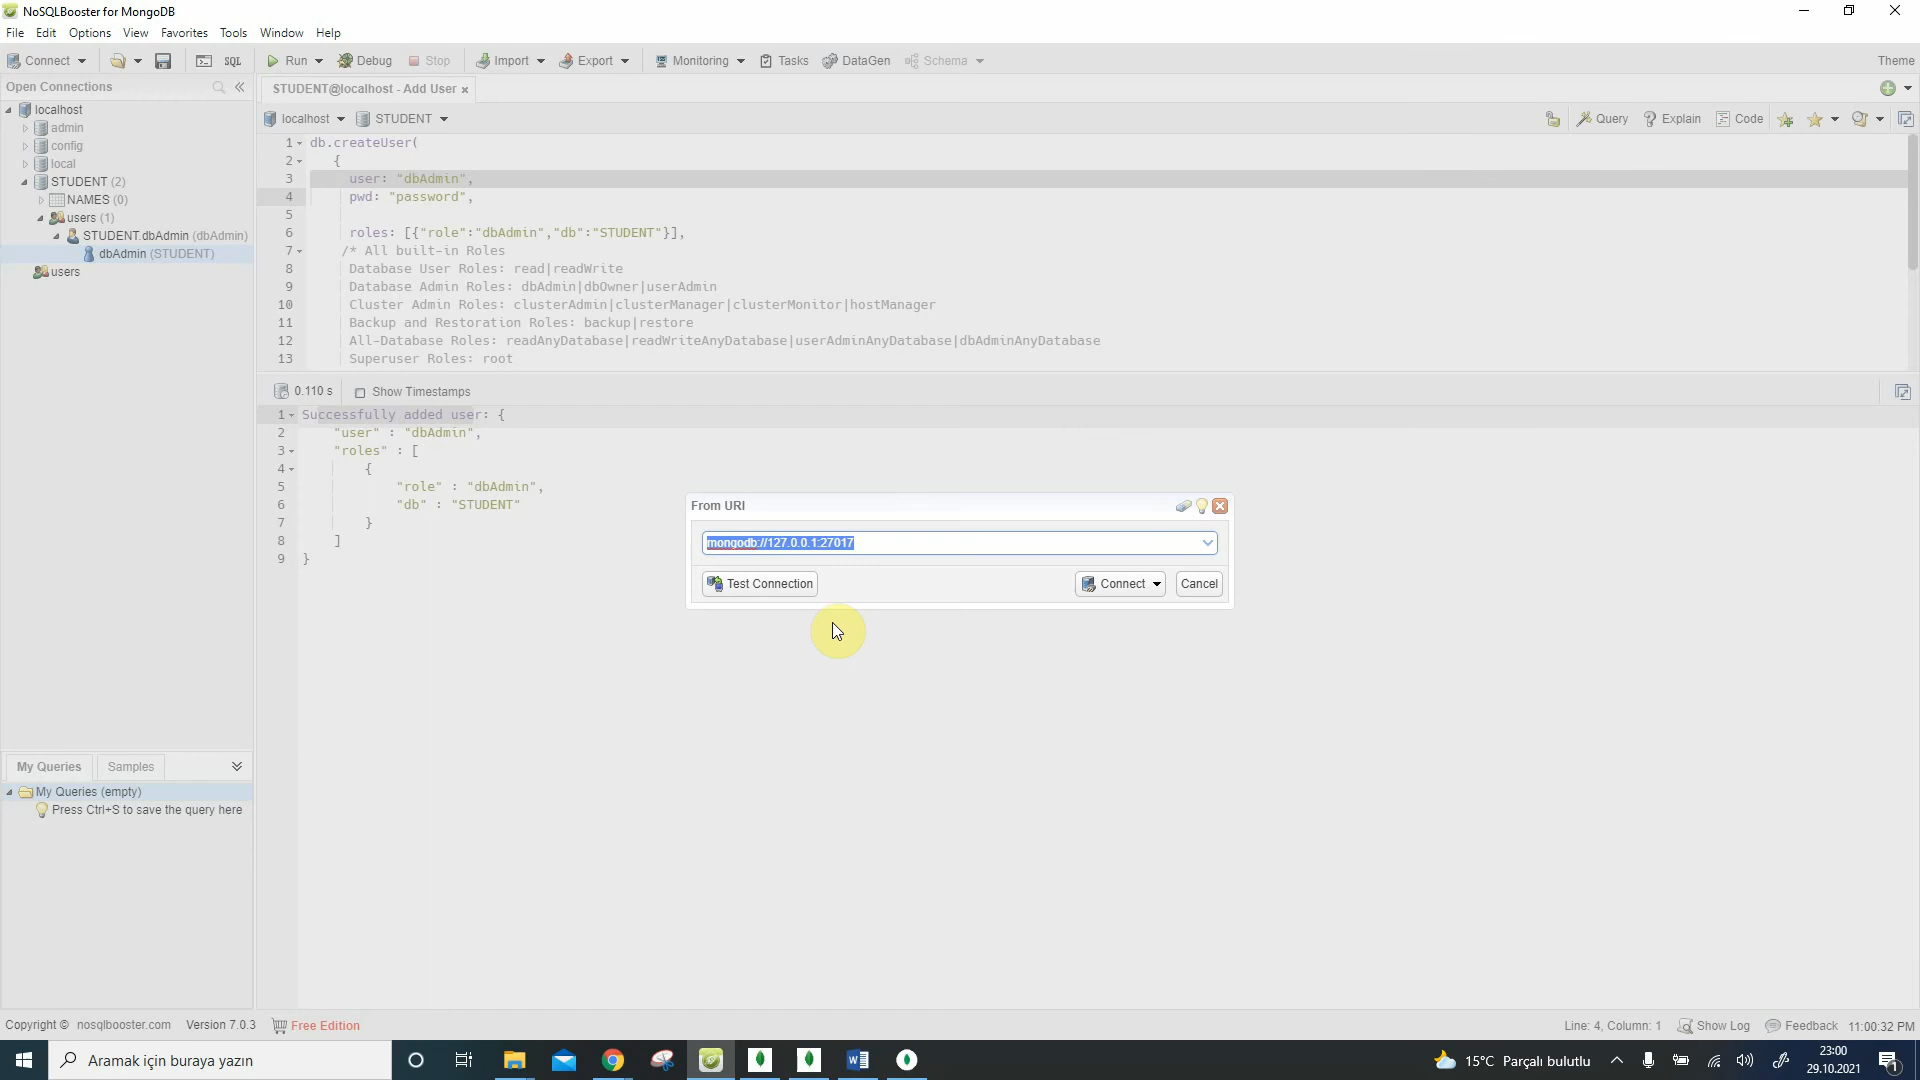 NoSQLBooster for MongoDB
File Edit Options View Favorites Tools Window Help
Connect SQL Run Debug Stop Import Export Monitoring Tasks DataGen Schema Theme
Open Connections
STUDENT@localhost - Add User
localhost
admin
config
local
STUDENT (2)
NAMES (0)
users (1)
STUDENT.dbAdmin (dbAdmin)
dbAdmin (STUDENT)
users
localhost STUDENT Query Explain Code
1 db.createUser(
2 {
3 user: "dbAdmin",
4 pwd: "password",
5
6 roles: [{"role":"dbAdmin","db":"STUDENT"}],
7 /* All built-in Roles
8 Database User Roles: read|readWrite
9 Database Admin Roles: dbAdmin|dbOwner|userAdmin
10 Cluster Admin Roles: clusterAdmin|clusterManager|clusterMonitor|hostManager
11 Backup and Restoration Roles: backup|restore
12 All-Database Roles: readAnyDatabase|readWriteAnyDatabase|userAdminAnyDatabase|dbAdminAnyDatabase
13 Superuser Roles: root
0.110 s Show Timestamps
1 Successfully added user: {
2 "user" : "dbAdmin",
3 "roles" : [
4 {
5 "role" : "dbAdmin",
6 "db" : "STUDENT"
7 }
8 ]
9 }
From URI
mongodb://127.0.0.1:27017
Test Connection Connect Cancel
My Queries Samples
My Queries (empty)
Press Ctrl+S to save the query here
Copyright © nosqlbooster.com Version 7.0.3 Free Edition Line: 4, Column: 1 Show Log Feedback 11:00:32 PM
Aramak için buraya yazın
15°C Parçalı bulutlu
23:00
29.10.2021
1